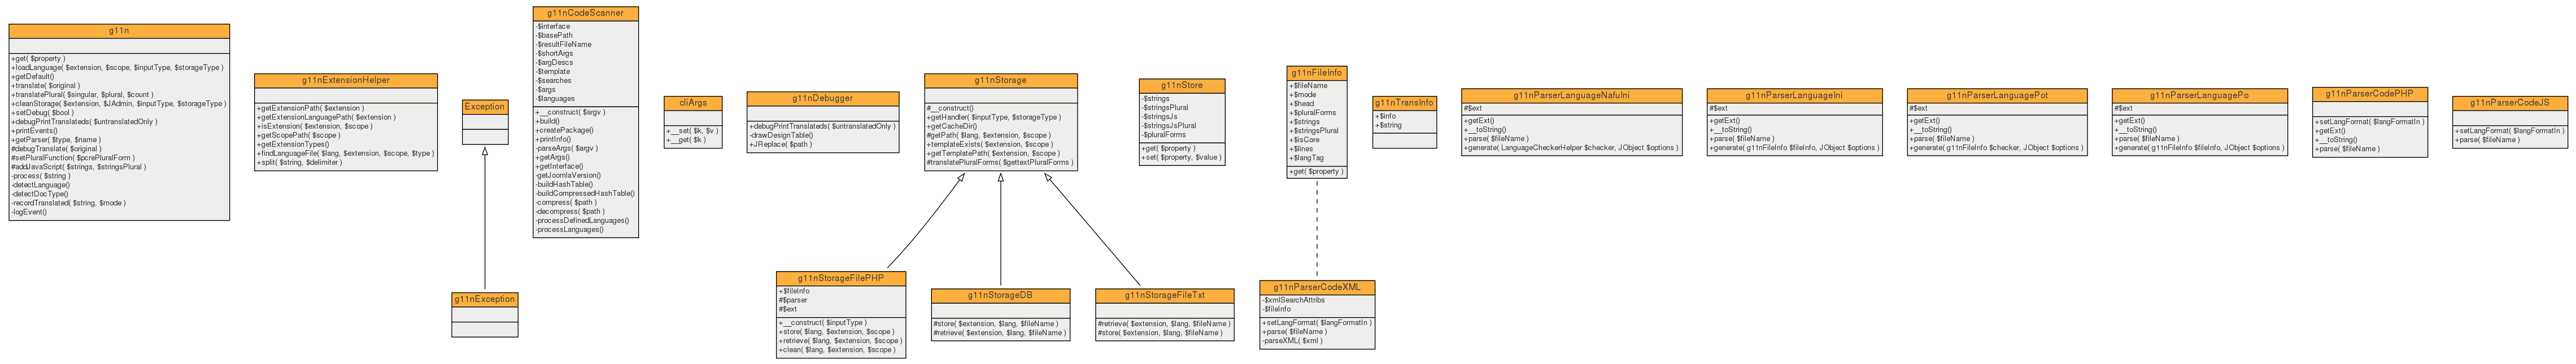 g11n
+get( $property )
+loadLanguage( $extension, $scope, $inputType, $storageType )
+getDefault()
+translate( $original )
+translatePlural( $singular, $plural, $count )
+cleanStorage( $extension, $JAdmin, $inputType, $storageType )
+setDebug( $bool )
+debugPrintTranslateds( $untranslatedOnly )
+printEvents()
+getParser( $type, $name )
#debugTranslate( $original )
#setPluralFunction( $pcrePluralForm )
#addJavaScript( $strings, $stringsPlural )
-process( $string )
-detectLanguage()
-detectDocType()
-recordTranslated( $string, $mode )
-logEvent()
g11nExtensionHelper
+getExtensionPath( $extension )
+getExtensionLanguagePath( $extension )
+isExtension( $extension, $scope )
+getScopePath( $scope )
+getExtensionTypes()
+findLanguageFile( $lang, $extension, $scope, $type )
+split( $string, $delimiter )
Exception
g11nException
g11nCodeScanner
-$interface
-$basePath
-$resultFileName
-$shortArgs
-$argDescs
-$template
-$searches
-$args
-$languages
+__construct( $argv )
+build()
+createPackage()
+printInfo()
-parseArgs( $argv )
+getArgs()
+getInterface()
-getJoomlaVersion()
-buildHashTable()
-buildCompressedHashTable()
-compress( $path )
-decompress( $path )
-processDefinedLanguages()
-processLanguages()
cliArgs
+__set( $k, $v )
+__get( $k )
g11nDebugger
+debugPrintTranslateds( $untranslatedOnly )
-drawDesignTable()
+JReplace( $path )
g11nStorage
#__construct()
+getHandler( $inputType, $storageType )
+getCacheDir()
#getPath( $lang, $extension, $scope )
+templateExists( $extension, $scope )
+getTemplatePath( $extension, $scope )
#translatePluralForms( $gettextPluralForms )
g11nStorageFilePHP
+$fileInfo
#$parser
#$ext
+__construct( $inputType )
+store( $lang, $extension, $scope )
+retrieve( $lang, $extension, $scope )
+clean( $lang, $extension, $scope )
g11nStorageDB
#store( $extension, $lang, $fileName )
#retrieve( $extension, $lang, $fileName )
g11nStorageFileTxt
#retrieve( $extension, $lang, $fileName )
#store( $extension, $lang, $fileName )
g11nStore
-$strings
-$stringsPlural
-$stringsJs
-$stringsJsPlural
-$pluralForms
+get( $property )
+set( $property, $value )
g11nFileInfo
+$fileName
+$mode
+$head
+$pluralForms
+$strings
+$stringsPlural
+$isCore
+$lines
+$langTag
+get( $property )
g11nParserCodeXML
-$xmlSearchAttribs
-$fileInfo
+setLangFormat( $langFormatIn )
+parse( $fileName )
-parseXML( $xml )
g11nTransInfo
+$info
+$string
g11nParserLanguageNafuIni
#$ext
+getExt()
+__toString()
+parse( $fileName )
+generate( LanguageCheckerHelper $checker, JObject $options )
g11nParserLanguageIni
#$ext
+getExt()
+__toString()
+parse( $fileName )
+generate( g11nFileInfo $fileInfo, JObject $options )
g11nParserLanguagePot
#$ext
+getExt()
+__toString()
+parse( $fileName )
+generate( g11nFileInfo $checker, JObject $options )
g11nParserLanguagePo
#$ext
+getExt()
+__toString()
+parse( $fileName )
+generate( g11nFileInfo $fileInfo, JObject $options )
g11nParserCodePHP
+setLangFormat( $langFormatIn )
+getExt()
+__toString()
+parse( $fileName )
g11nParserCodeJS
+setLangFormat( $langFormatIn )
+parse( $fileName )